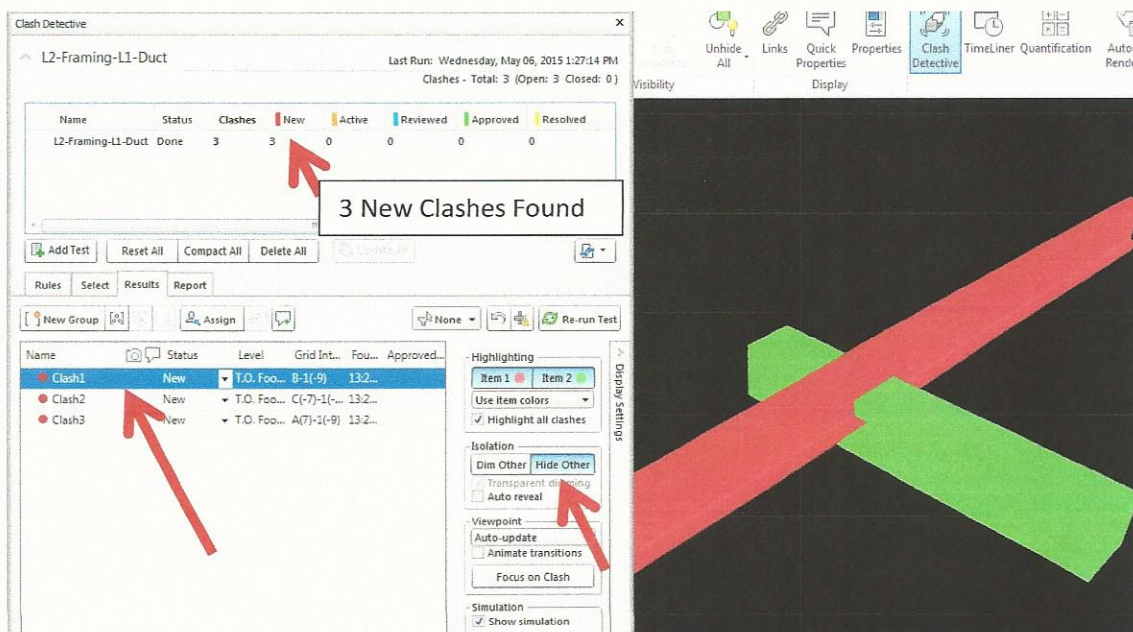 Clash Detective
L2-Framing-L1-Duct
Last Run: Wednesday, May 06, 2015 1:27:14 PM
Clashes - Total: 3 (Open: 3 Closed: 0)
Name Status Clashes New Active Reviewed Approved Resolved
L2-Framing-L1-Duct Done 3 3 0 0 0 0
3 New Clashes Found
Add Test Reset All Compact All Delete All Update All
Rules Select Results Report
New Group Assign None Re-run Test
Name Status Level Grid Int... Fou... Approved...
Clash1 New T.O. Foo... B-1(-9) 13:2...
Clash2 New T.O. Foo... C(-7)-1(-... 13:2...
Clash3 New T.O. Foo... A(7)-1(-9) 13:2...
Highlighting
Item 1 Item 2
Use item colors
Highlight all clashes
Isolation
Dim Other Hide Other
Transparent dimming
Auto reveal
Viewpoint
Auto-update
Animate transitions
Focus on Clash
Simulation
Show simulation
Display Settings
Unhide All
Links
Quick Properties
Properties
Clash Detective
TimeLiner
Quantification
Auto
Rende
Visibility
Display